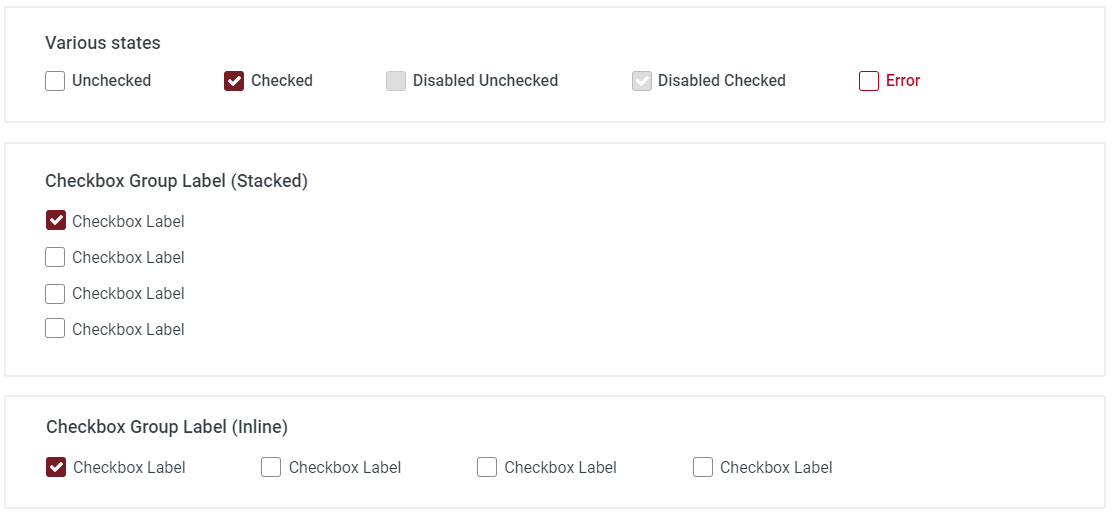 Various states
Unchecked Checked Disabled Unchecked Disabled Checked Error
Checkbox Group Label (Stacked)
Checkbox Label
Checkbox Label
Checkbox Label
Checkbox Label
Checkbox Group Label (Inline)
Checkbox Label Checkbox Label Checkbox Label Checkbox Label